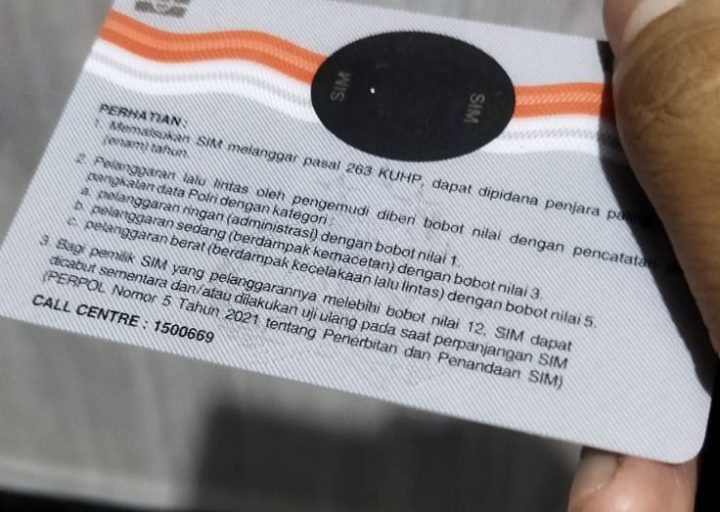 SIM
SIM
PERHATIAN :
1. Memalsukan SIM melanggar pasal 263 KUHP, dapat dipidana penjara
(enam) tahun.
2. Pelanggaran lalu lintas oleh pengemudi diberi bobot nilai dengan pencatatan
pangkalan data Polri dengan kategori :
a. pelanggaran ringan (administrasi) dengan bobot nilai 1.
b. pelanggaran sedang (berdampak kemacetan) dengan bobot nilai 3.
c. pelanggaran berat (berdampak kecelakaan lalu lintas) dengan bobot nilai 5.
3. Bagi pemilik SIM yang pelanggarannya melebihi bobot nilai 12, SIM dapat
dicabut sementara dan/atau dilakukan uji ulang pada saat perpanjangan SIM
(PERPOL Nomor 5 Tahun 2021 tentang Penerbitan dan Penandaan SIM)
CALL CENTRE : 1500669